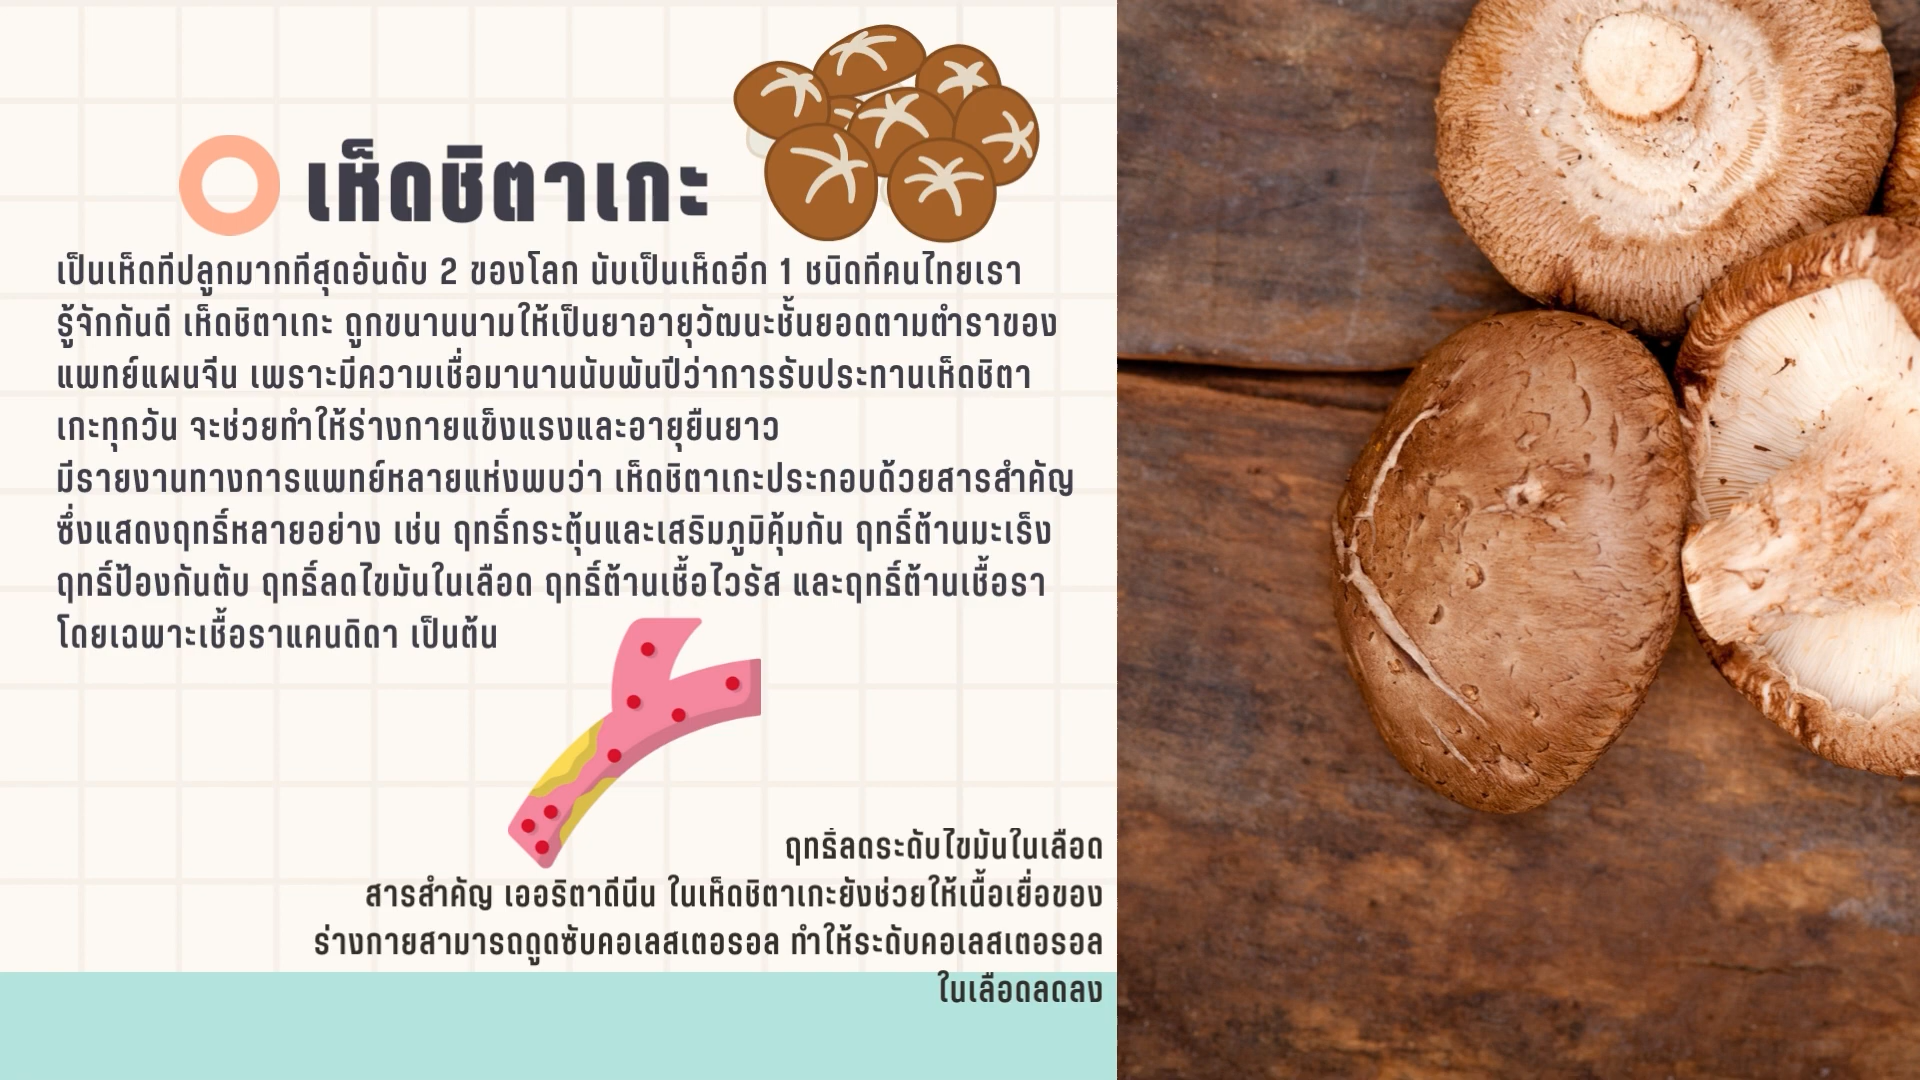 เห็ดชิตาเกะ
เป็นเห็ดที่ปลูกมากที่สุดอันดับ 2 ของโลก นับเป็นเห็ดอีก 1 ชนิดที่คนไทยเรา
รู้จักกันดี เห็ดชิตาเกะ ถูกขนานนามให้เป็นยาอายุวัฒนะชั้นยอดตามตำราของ
แพทย์แผนจีน เพราะมีความเชื่อมานานนับพันปีว่าการรับประทานเห็ดชิตา
เกะทุกวัน จะช่วยทำให้ร่างกายแข็งแรงและอายุยืนยาว
มีรายงานทางการแพทย์หลายแห่งพบว่า เห็ดชิตาเกะประกอบด้วยสารสำคัญ
ซึ่งแสดงฤทธิ์หลายอย่าง เช่น ฤทธิ์กระตุ้นและเสริมภูมิคุ้มกัน ฤทธิ์ต้านมะเร็ง
ฤทธิ์ป้องกันตับ ฤทธิ์ลดไขมันในเลือด ฤทธิ์ต้านเชื้อไวรัส และฤทธิ์ต้านเชื้อรา
โดยเฉพาะเชื้อราแคนดิดา เป็นต้น
ฤทธิ์ลดระดับไขมันในเลือด
สารสำคัญ เออริตาดีนีน ในเห็ดชิตาเกะยังช่วยให้เนื้อเยื่อของ
ร่างกายสามารถดูดซับคอเลสเตอรอล ทำให้ระดับคอเลสเตอรอล
ในเลือดลดลง